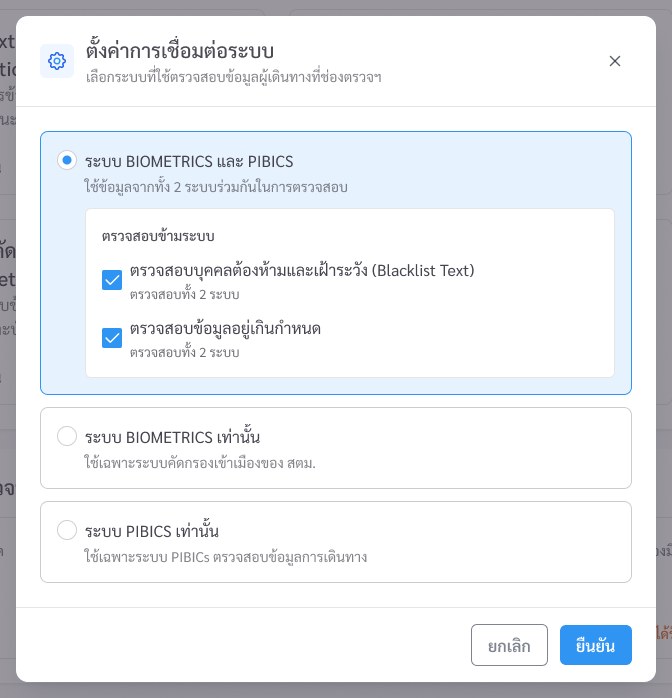 ตั้งค่าการเชื่อมต่อระบบ
เลือกระบบที่ใช้ตรวจสอบข้อมูลผู้เดินทางที่ช่องตรวจฯ
ระบบ BIOMETRICS และ PIBICS
ใช้ข้อมูลจากทั้ง 2 ระบบร่วมกันในการตรวจสอบ
ตรวจสอบข้ามระบบ
ตรวจสอบบุคคลต้องห้ามและเฝ้าระวัง (Blacklist Text)
ตรวจสอบทั้ง 2 ระบบ
ตรวจสอบข้อมูลอยู่เกินกำหนด
ตรวจสอบทั้ง 2 ระบบ
ระบบ BIOMETRICS เท่านั้น
ใช้เฉพาะระบบคัดกรองเข้าเมืองของ สตม.
ระบบ PIBICS เท่านั้น
ใช้เฉพาะระบบ PIBICs ตรวจสอบข้อมูลการเดินทาง
ยกเลิก
ยืนยัน